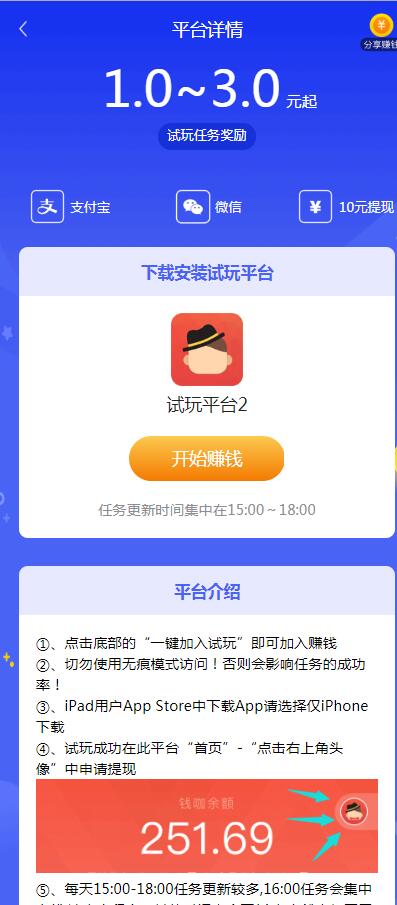 平台详情
分享赚钱
1.0~3.0 元起
试玩任务奖励
支付宝 微信 10元提现
下载安装试玩平台
试玩平台2
开始赚钱
任务更新时间集中在15:00～18:00
平台介绍
①、点击底部的“一键加入试玩”即可加入赚钱
②、切勿使用无痕模式访问！否则会影响任务的成功
率！
③、iPad用户App Store中下载App请选择仅iPhone
下载
④、试玩成功在此平台“首页”-“点击右上角头
像”中申请提现
钱咖余額
251.69
⑤、每天15:00-18:00任务更新较多,16:00任务会集中